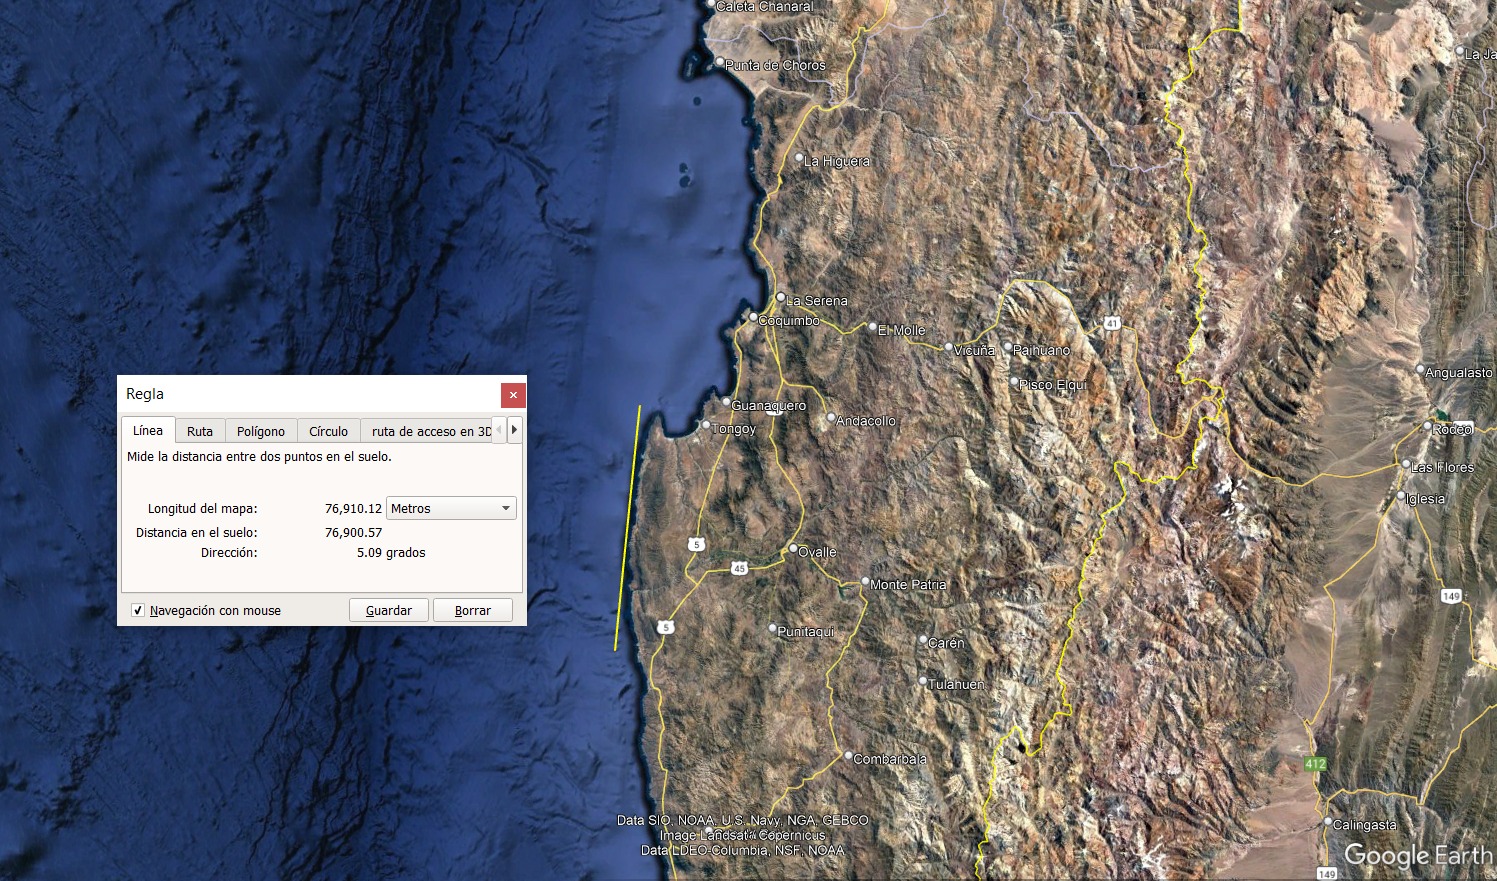 Caleta Chanaral
Punta de Choros
La Ja
La Higuera
La Serena
Coquimbo
El Molle
41
Vicuña
Paihuano
Pisco Elqui
Angualasto
Regla
Guanaquero
Andacollo
Tongoy
Rodeo
Línea
Ruta
Polígono
Círculo
ruta de acceso en 3D
Mide la distancia entre dos puntos en el suelo.
Las Flores
Iglesia
Longitud del mapa: 76,910.12 Metros
Distancia en el suelo: 76,900.57
Dirección: 5.09 grados
5
Ovalle
45
Monte Patria
149
Navegación con mouse
Guardar
Borrar
5
Punitaqui
Carén
Tulahuen
Combarbala
412
Data SIO, NOAA, U.S. Navy, NGA, GEBCO
Image Landsat / Copernicus
Data LDEO-Columbia, NSF, NOAA
Calingasta
Google Earth
149